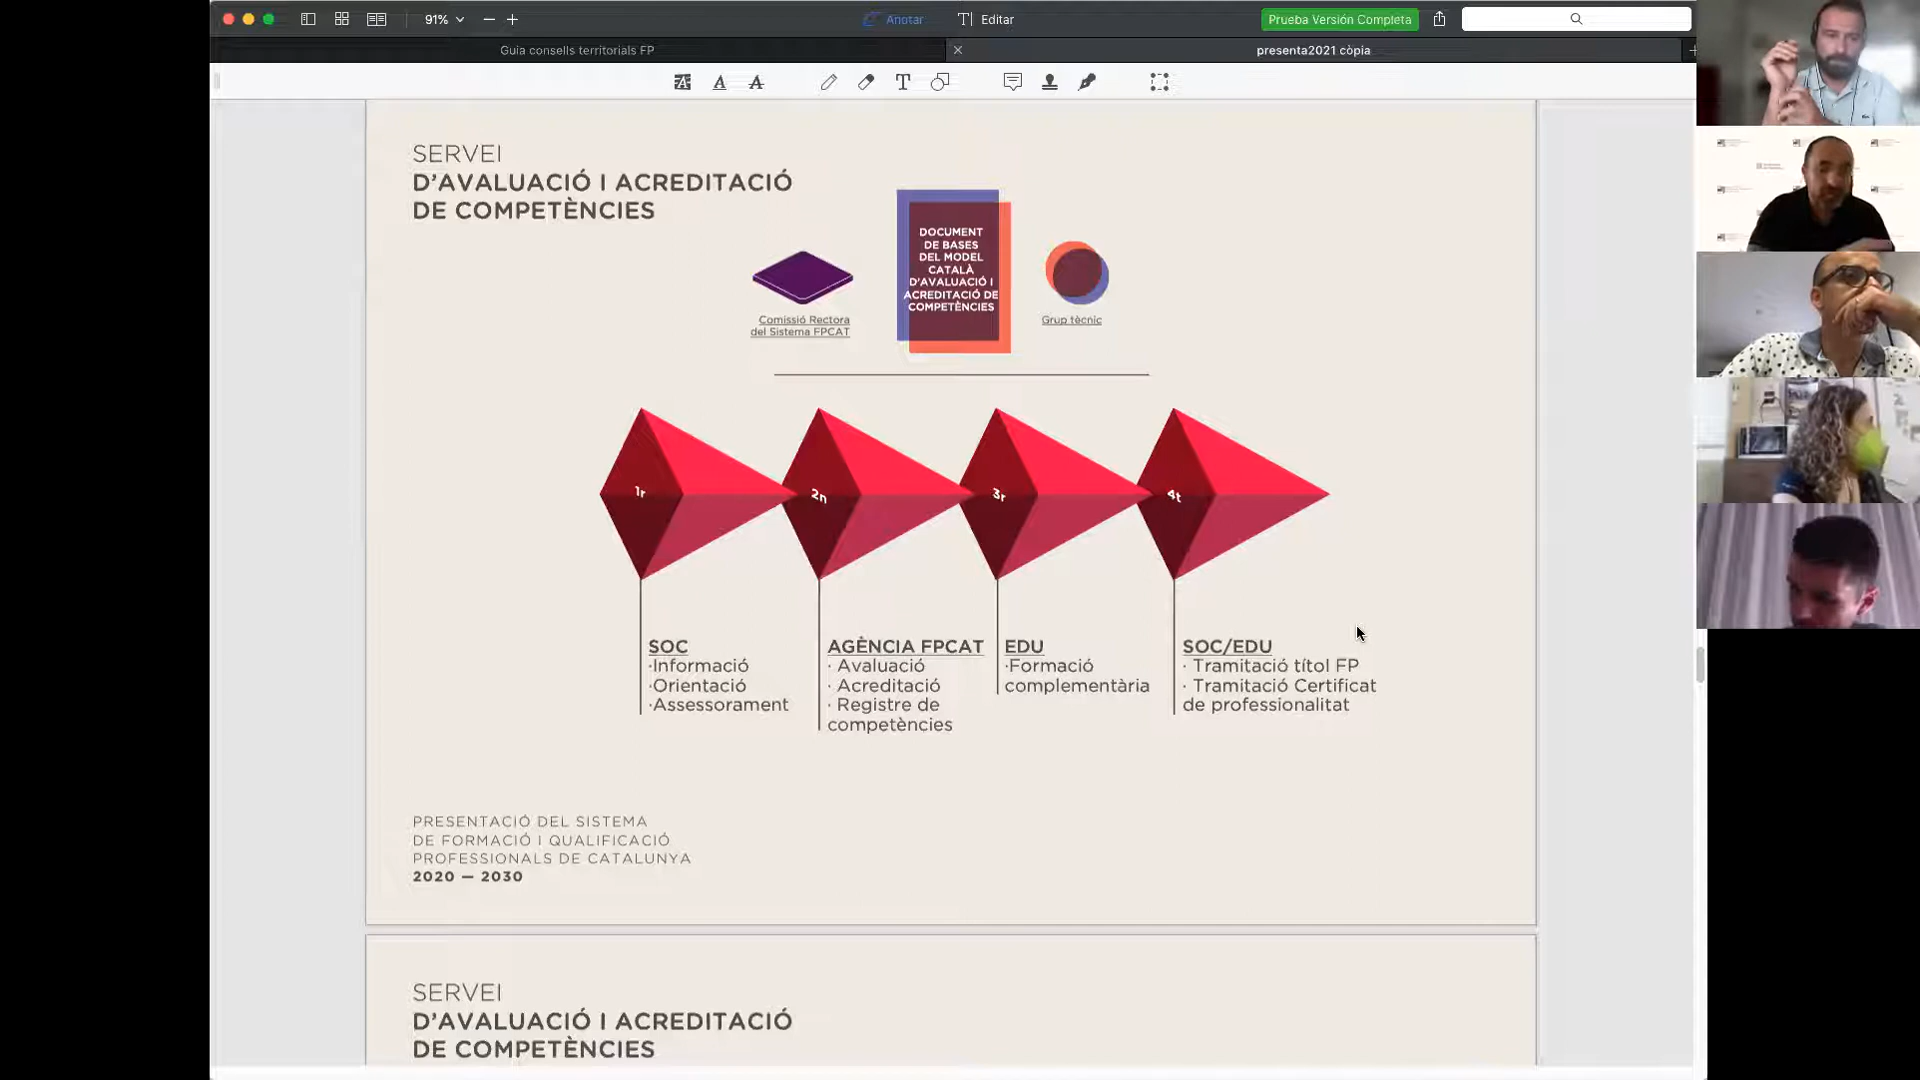 91%
Anotar
Editar
Prueba Versión Completa
Guia consells territorials FP
presenta2021 còpia
SERVEI
D'AVALUACIÓ I ACREDITACIÓ
DE COMPETÈNCIES
DOCUMENT
DE BASES
DEL MODEL
CATALÀ
D'AVALUACIÓ I
ACREDITACIÓ DE
COMPETÈNCIES
Comissió Rectora
del Sistema FPCAT
Grup tècnic
1r
2n
3r
4t
SOC
·Informació
·Orientació
·Assessorament
AGÈNCIA FPCAT
· Avaluació
· Acreditació
· Registre de
competències
EDU
·Formació
complementària
SOC/EDU
· Tramitació títol FP
· Tramitació Certificat
de professionalitat
PRESENTACIÓ DEL SISTEMA
DE FORMACIÓ I QUALIFICACIÓ
PROFESSIONALS DE CATALUNYA
2020 — 2030
SERVEI
D'AVALUACIÓ I ACREDITACIÓ
DE COMPETÈNCIES